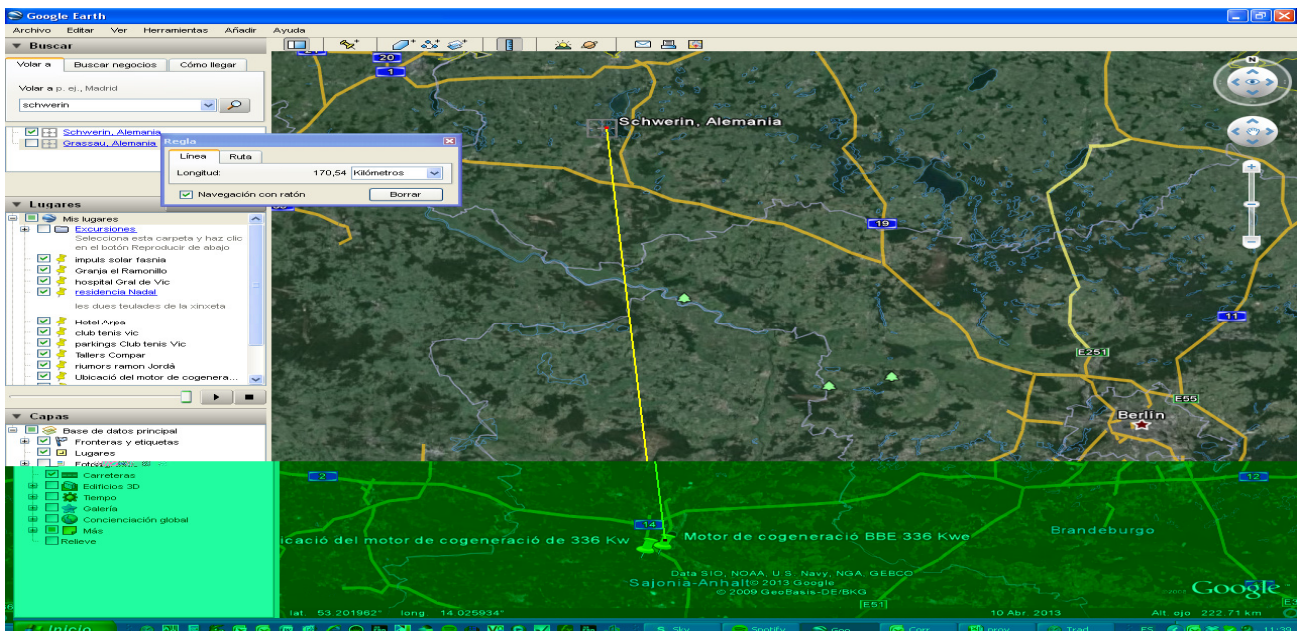 Google Earth
Archivo Editar Ver Herramientas Añadir Ayuda
Buscar
Volar a Buscar negocios Cómo llegar
Volar a p. ej., Madrid
schwerin
Schwerin, Alemania
Grassau, Alemania
Regla
Línea Ruta
Longitud: 170,54 Kilómetros
Navegación con ratón Borrar
Lugares
Mis lugares
Excursiones
Selecciona esta carpeta y haz clic
en el botón Reproducir de abajo
impuls solar fasnia
Granja el Ramonillo
hospital Gral de Vic
residencia Nadal
les dues teulades de la xinxeta
Hotel Arpa
club tenis vic
parkings Club tenis Vic
Tallers Compar
riumors ramon Jordà
Ubicació del motor de cogenera...
Capas
Base de datos principal
Fronteras y etiquetas
Lugares
Carreteras
Edificios 3D
Tiempo
Galería
Concienciación global
Más
Relieve
20
1
N
Schwerin, Alemania
19
11
E251
E55
Berlin
2
12
14
Brandeburgo
icació del motor de cogeneració de 336 Kw
Motor de cogeneració BBE 336 Kwe
Data SIO, NOAA, U.S. Navy, NGA, GEBCO
Sajonia-Anhalt © 2013 Google
© 2009 GeoBasis-DE/BKG
Google
E51
lat. 53.201962° long. 14.025934° 10 Abr. 2013 Alt. ojo 222.71 km
Inicio Sky Spotify Goo Corr prov Trad ES 11:39